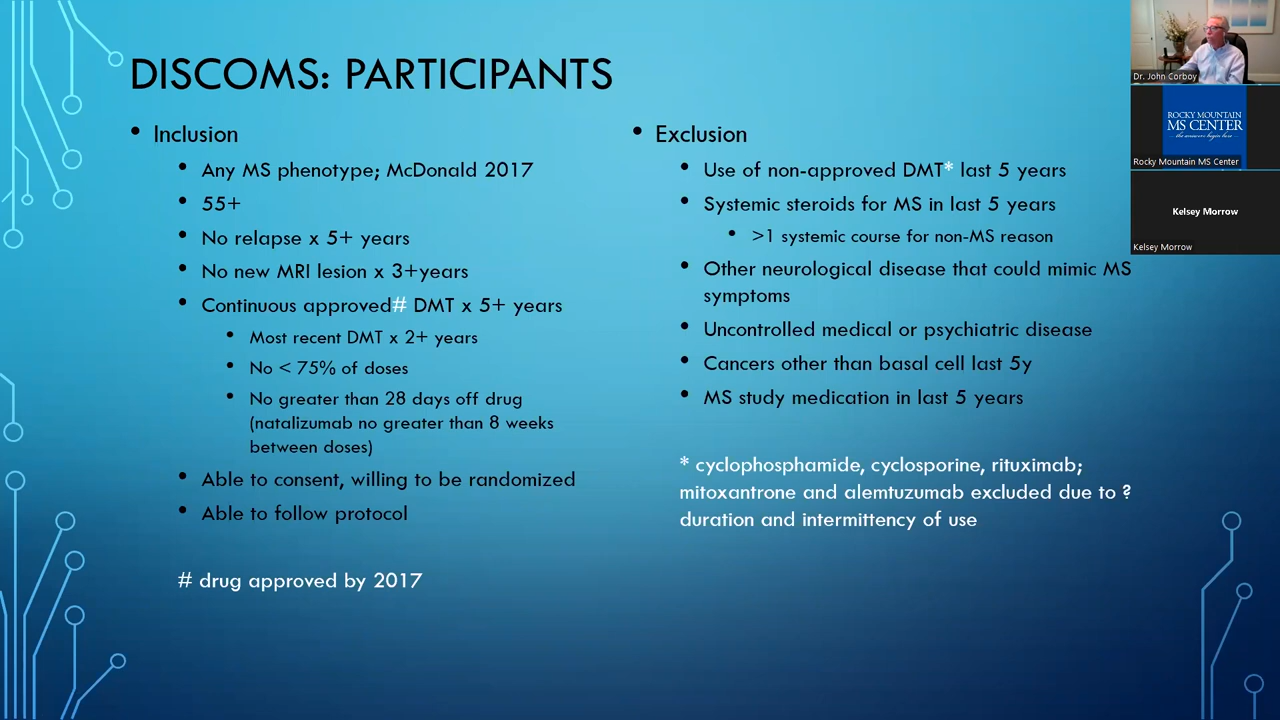 DISCOMS: PARTICIPANTS
Inclusion
Any MS phenotype; McDonald 2017
55+
No relapse x 5+ years
No new MRI lesion x 3+years
Continuous approved# DMT x 5+ years
Most recent DMT x 2+ years
No < 75% of doses
No greater than 28 days off drug
(natalizumab no greater than 8 weeks
between doses)
Able to consent, willing to be randomized
Able to follow protocol
# drug approved by 2017
Exclusion
Use of non-approved DMT* last 5 years
Systemic steroids for MS in last 5 years
>1 systemic course for non-MS reason
Other neurological disease that could mimic MS
symptoms
Uncontrolled medical or psychiatric disease
Cancers other than basal cell last 5y
MS study medication in last 5 years
* cyclophosphamide, cyclosporine, rituximab;
mitoxantrone and alemtuzumab excluded due to ?
duration and intermittency of use
Dr. John Corboy
ROCKY MOUNTAIN
MS CENTER
the answers begin here
Rocky Mountain MS Center
Kelsey Morrow
Kelsey Morrow